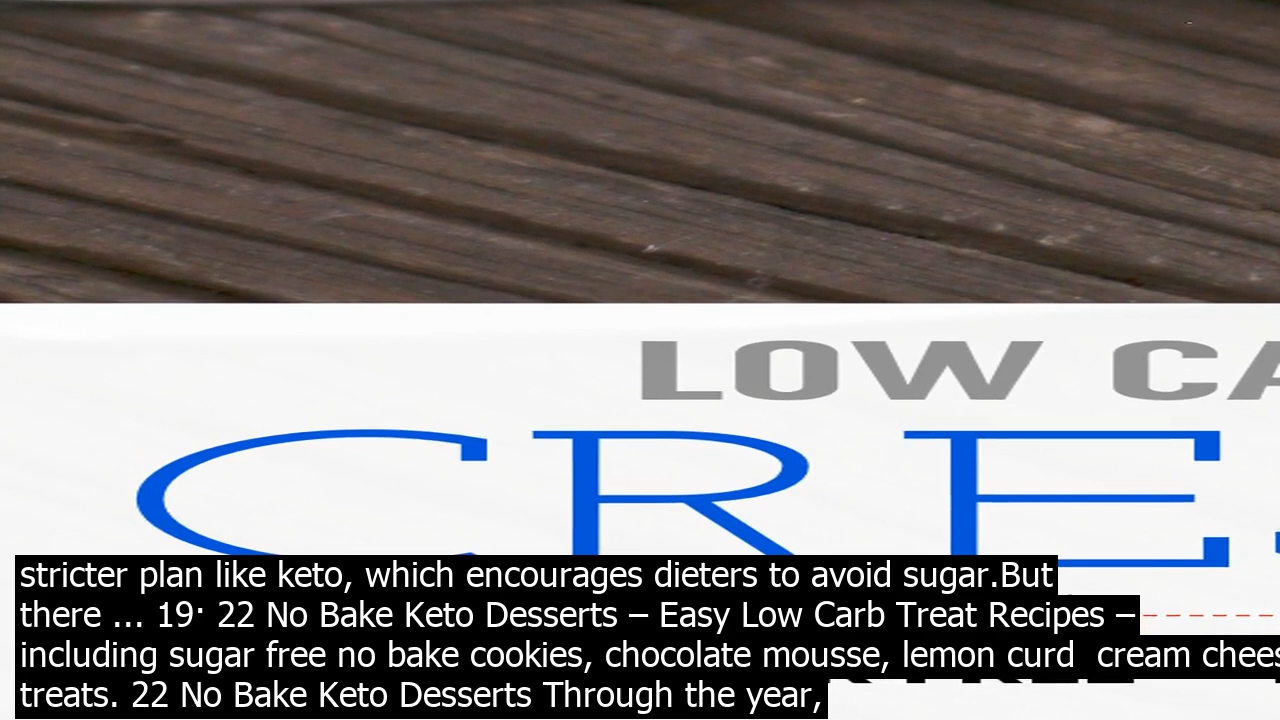 LOW CA
CRE
stricter plan like keto, which encourages dieters to avoid sugar.But
there ... 19· 22 No Bake Keto Desserts – Easy Low Carb Treat Recipes –
including sugar free no bake cookies, chocolate mousse, lemon curd  cream chees
treats. 22 No Bake Keto Desserts Through the year,